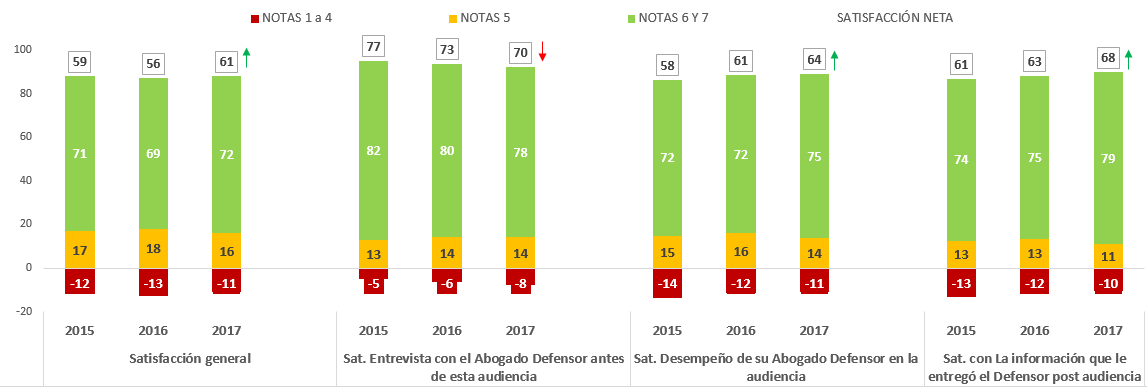 NOTAS 1 a 4 NOTAS 5 NOTAS 6 Y 7 SATISFACCIÓN NETA
59 56 61 77 73 70 58 61 64 61 63 68
100
80
60
40
20
0
-20
71 69 72 82 80 78 72 72 75 74 75 79
17 18 16 13 14 14 15 16 14 13 13 11
-12 -13 -11 -5 -6 -8 -14 -12 -11 -13 -12 -10
2015 2016 2017 2015 2016 2017 2015 2016 2017 2015 2016 2017
Satisfacción general
Sat. Entrevista con el Abogado Defensor antes
de esta audiencia
Sat. Desempeño de su Abogado Defensor en la
audiencia
Sat. con La información que le
entregó el Defensor post audiencia